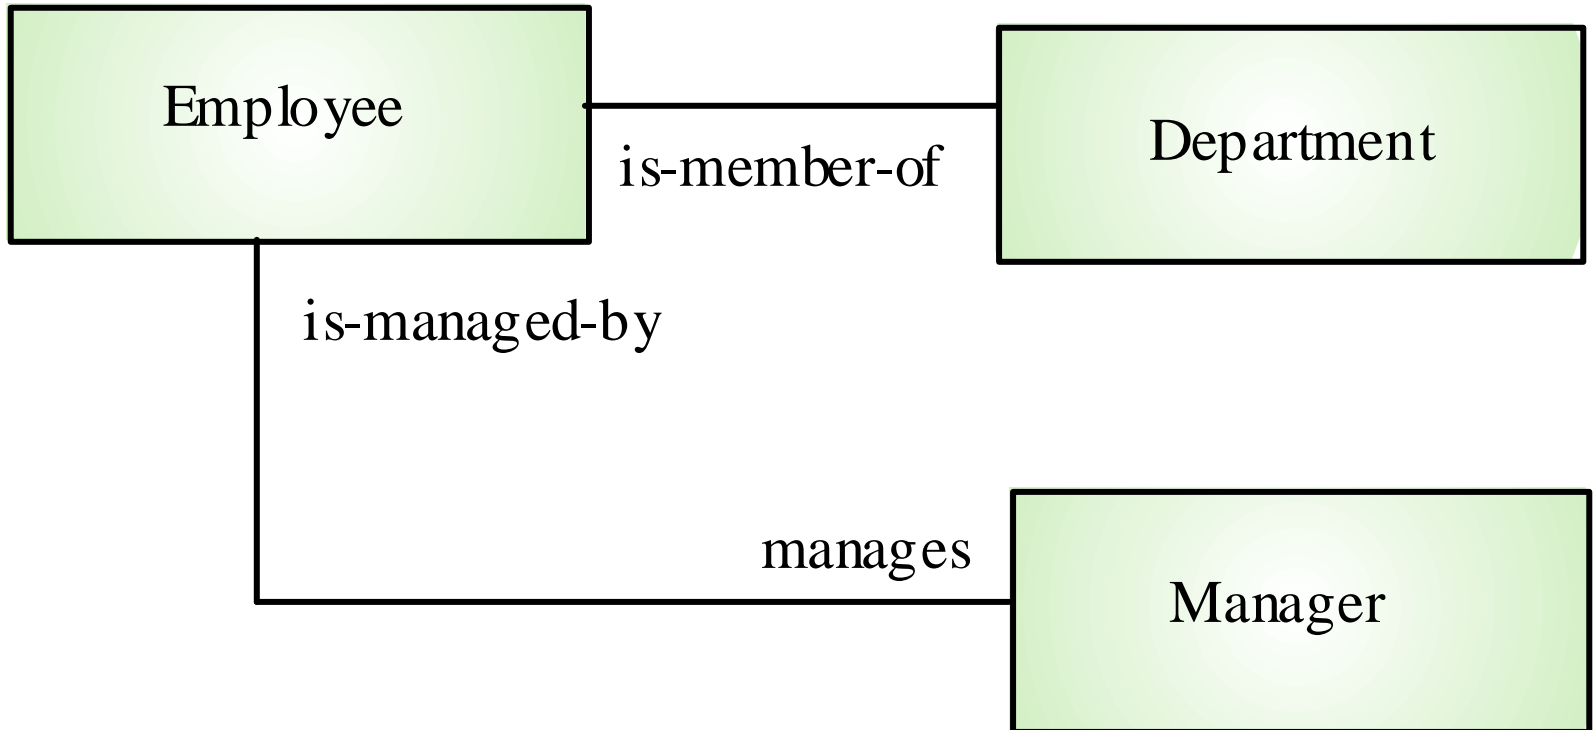 Employee
Department
is-member-of
is-managed-by
manages
Manager